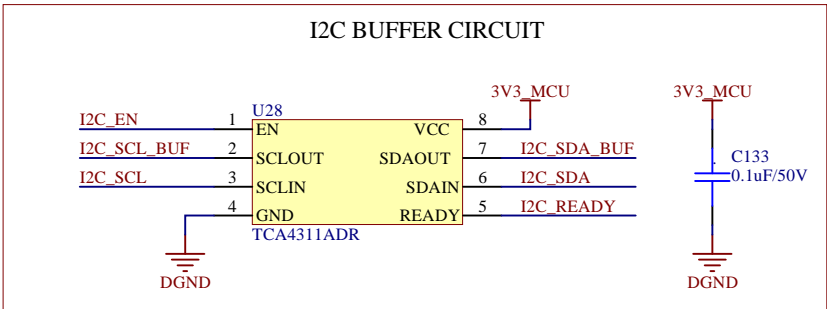 I2C BUFFER CIRCUIT
3V3_MCU
3V3_MCU
U28
I2C_EN 1 EN VCC 8
I2C_SCL_BUF 2 SCLOUT SDAOUT 7 I2C_SDA_BUF
I2C_SCL 3 SCLIN SDAIN 6 I2C_SDA
4 GND READY 5 I2C_READY
TCA4311ADR
C133
0.1uF/50V
DGND
DGND